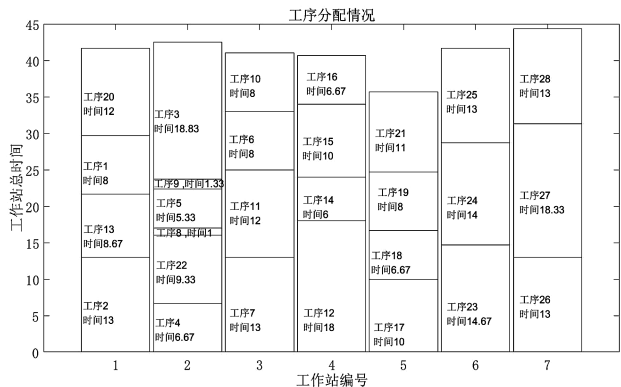 工序分配情况
工作站总时间
45
40
35
30
25
20
15
10
5
0
工序20
时间12
工序1
时间8
工序13
时间8.67
工序2
时间13
工序3
时间18.83
工序9 ,时间1.33
工序5
时间5.33
工序8 ,时间1
工序22
时间9.33
工序4
时间6.67
工序10
时间8
工序6
时间8
工序11
时间12
工序7
时间13
工序16
时间6.67
工序15
时间10
工序14
时间6
工序12
时间18
工序21
时间11
工序19
时间8
工序18
时间6.67
工序17
时间10
工序25
时间13
工序24
时间14
工序23
时间14.67
工序28
时间13
工序27
时间18.33
工序26
时间13
1 2 3 4 5 6 7
工作站编号